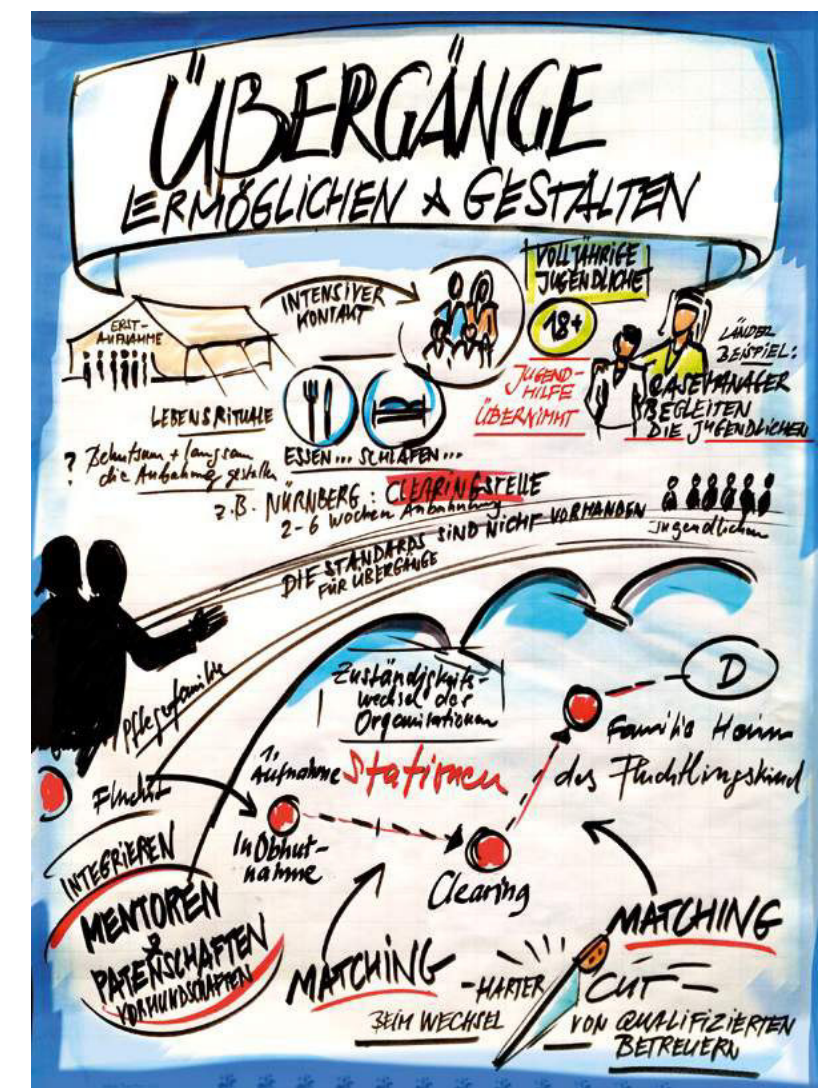 ÜBERGÄNGE
ERMÖGLICHEN & GESTALTEN
ERST-
AUFNAHME
INTENSIVER
KONTAKT
VOLLJÄHRIGE
JUGENDLICHE
18+
JUGEND-
HILFE
ÜBERNIMMT
LÄNDER
BEISPIEL:
CASEMANAGER
BEGLEITEN
DIE JUGENDLICHEN
LEBENSRITUALE
ESSEN... SCHLAFEN...
? Behutsam + langsam
die Anbahnung gestalten
z.B. NÜRNBERG: CLEARINGSTELLE
2-6 Wochen Anbahnung
DIE STANDARDS SIND NICHT VORHANDEN
FÜR ÜBERGÄNGE
Jugendlichen
Pflegefamilie
Zuständigkeits-
wechsel der
Organisationen
D
Familie Heim
des Fluchtlingskind
1.
Aufnahme Stationen
Flucht
InObhut-
nahme
Clearing
INTEGRIEREN
MENTOREN
&
PATENSCHAFTEN
VORMUNDSCHAFTEN
MATCHING
MATCHING
-HARTER CUT-
BEIM WECHSEL VON QUALIFIZIERTEN
BETREUERN